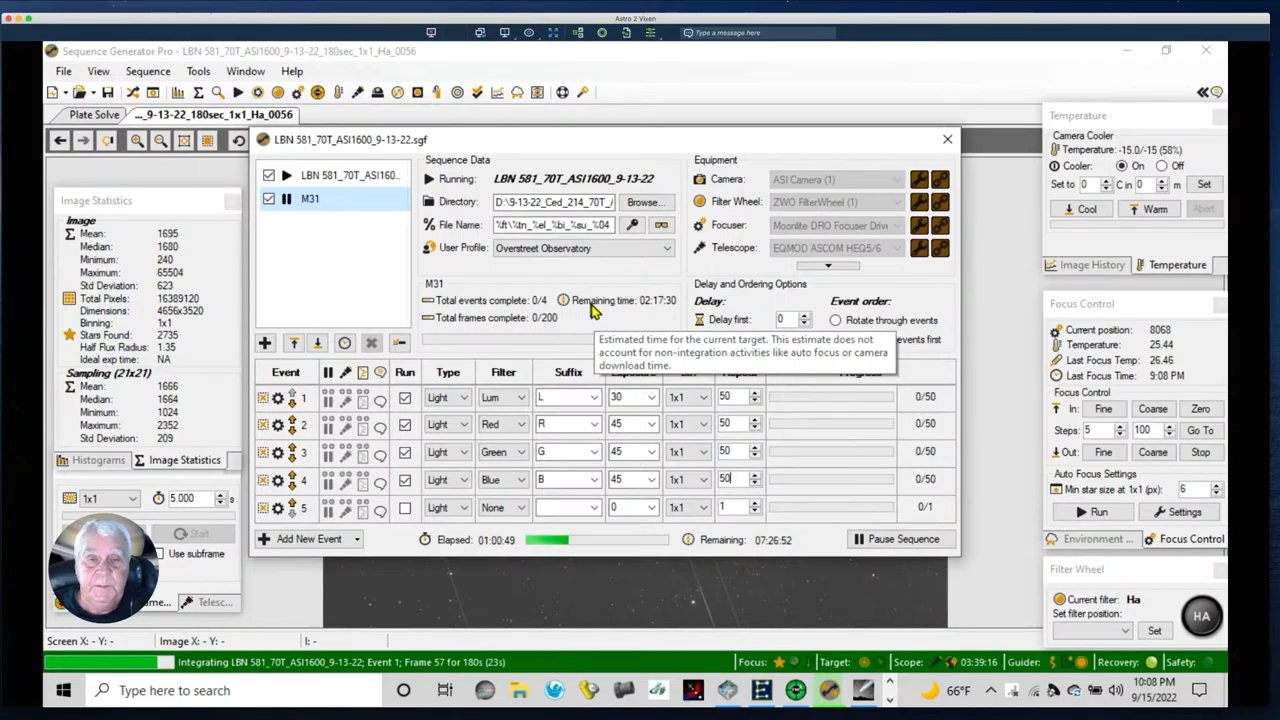 Astro 2 Vixen
Type a message here
Sequence Generator Pro - LBN 581_70T_ASI1600_9-13-22_180sec_1x1_Ha_0056
File View Sequence Tools Window Help
Plate Solve
..._9-13-22_180sec_1x1_Ha_0056
LBN 581_70T_ASI1600_9-13-22.sgf
LBN 581_70T_ASI160...
M31
Sequence Data
Running: LBN 581_70T_ASI1600_9-13-22
Directory: D:\9-13-22_Ced_214_70T_/ Browse...
File Name: %ft\%tn_%el_%bi_%su_%04
User Profile: Overstreet Observatory
Equipment
Camera: ASI Camera (1)
Filter Wheel: ZWO FilterWheel (1)
Focuser: Moonlite DRO Focuser Drive
Telescope: EQMOD ASCOM HEQ5/6
M31
Total events complete: 0/4
Remaining time: 02:17:30
Total frames complete: 0/200
Delay and Ordering Options
Delay: Event order:
Delay first: 0 Rotate through events
events first
Estimated time for the current target. This estimate does not
account for non-integration activities like auto focus or camera
download time.
Event Run Type Filter Suffix
1 Light Lum L 30 1x1 50 0/50
2 Light Red R 45 1x1 50 0/50
3 Light Green G 45 1x1 50 0/50
4 Light Blue B 45 1x1 50 0/50
5 Light None 0 1x1 1 0/1
Add New Event
Elapsed: 01:00:49
Remaining: 07:26:52
Pause Sequence
Image Statistics
Image
Mean: 1695
Median: 1680
Minimum: 240
Maximum: 65504
Std Deviation: 623
Total Pixels: 16389120
Dimensions: 4656x3520
Binning: 1x1
Stars Found: 2735
Half Flux Radius: 1.35
Ideal exp time: NA
Sampling (21x21)
Mean: 1666
Median: 1664
Minimum: 1024
Maximum: 2352
Std Deviation: 209
Histograms Image Statistics
1x1 5.000 s
Start
Use subframe
me... Telesc...
Temperature
Camera Cooler
Temperature: -15.0/-15 (58%)
Cooler: On Off
Set to 0 C in 0 m Set
Cool Warm Abort
Image History Temperature
Focus Control
Current position: 8068
Temperature: 25.44
Last Focus Temp: 26.46
Last Focus Time: 9:08 PM
Focus Control
In: Fine Coarse Zero
Steps: 5 100 Go To
Out: Fine Coarse Stop
Auto Focus Settings
Min star size at 1x1 (px): 6
Run Settings
Environment ... Focus Control
Filter Wheel
Current filter: Ha
Set filter position:
Set
HA
Screen X: - Y: - Image X: - Y: - I: -
Integrating LBN 581_70T_ASI1600_9-13-22; Event 1; Frame 57 for 180s (23s)
Focus: Target: Scope: 03:39:16 Guider: Recovery: Safety:
Type here to search
66°F
10:08 PM
9/15/2022